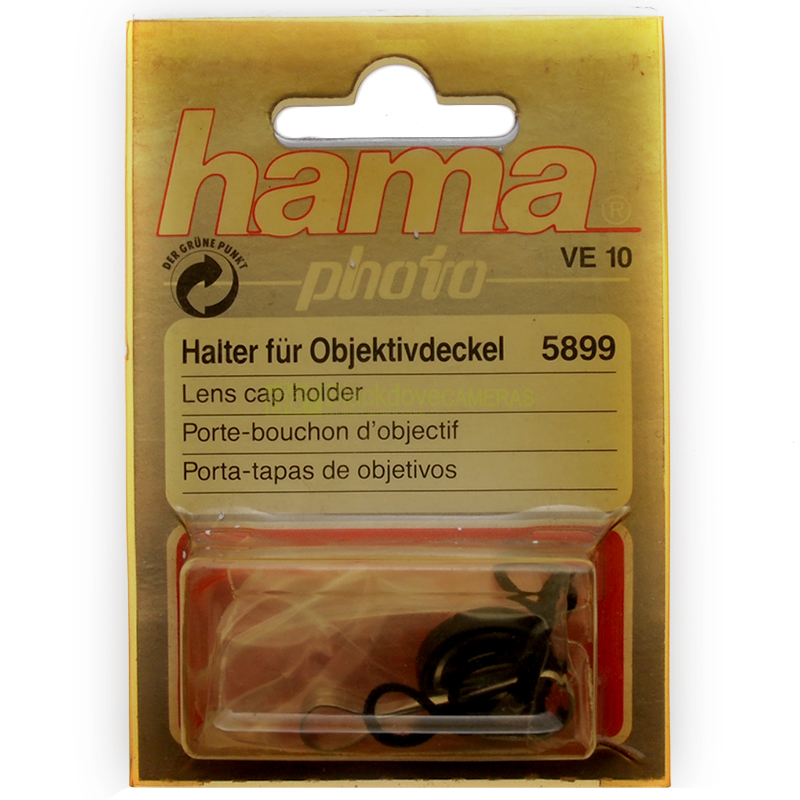 hama®
DER GRÜNE PUNKT
VE 10
photo
Halter für Objektivdeckel 5899
Lens cap holder
CAMERAS
Porte-bouchon d'objectif
Porta-tapas de objetivos